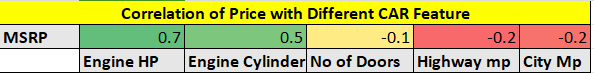 Correlation of Price with Different CAR Feature
MSRP 0.7 0.5 -0.1 -0.2 -0.2
Engine HP Engine Cylinder No of Doors Highway mp City Mp